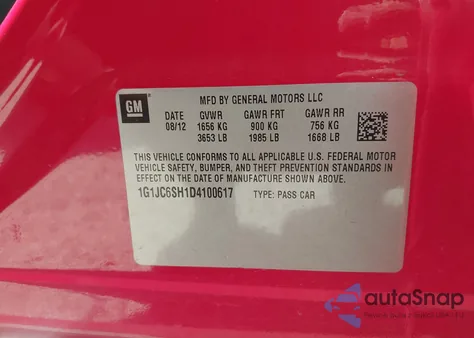 GM
MFD BY GENERAL MOTORS LLC
DATE GVWR GAWR FRT GAWR RR
08/12 1656 KG 900 KG 756 KG
3653 LB 1985 LB 1668 LB
THIS VEHICLE CONFORMS TO ALL APPLICABLE U.S. FEDERAL MOTOR
VEHICLE SAFETY, BUMPER, AND THEFT PREVENTION STANDARDS IN
EFFECT ON THE DATE OF MANUFACTURE SHOWN ABOVE.
1G1JC6SH1D4100617 TYPE: PASS CAR
autoSnap